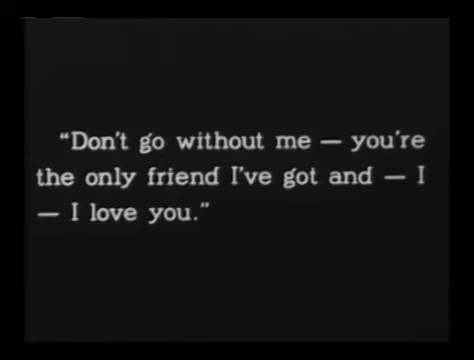 “Don't go without me — you're
the only friend I've got and — I
— I love you.”